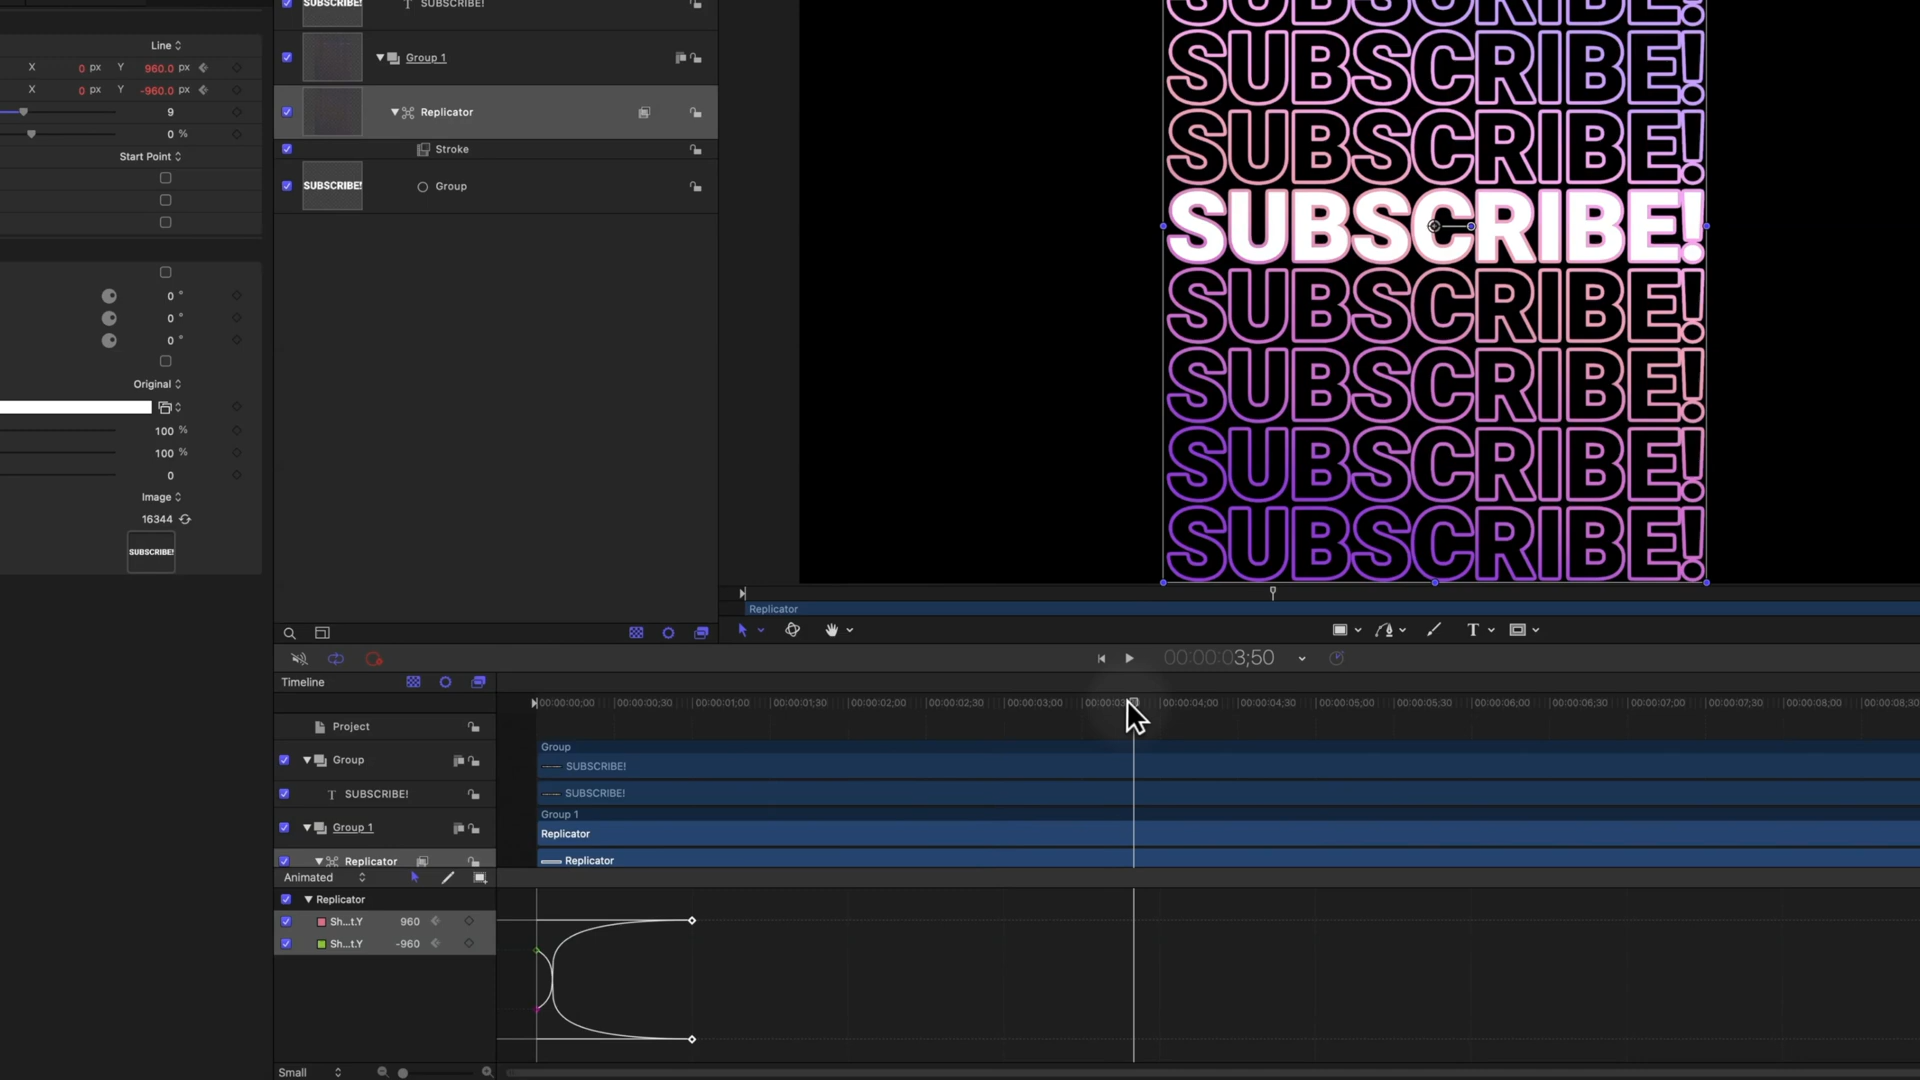 Line
X 0 px Y 960.0 px
X 0 px Y -960.0 px
9
0 %
Start Point
0 °
0 °
0 °
Original
100 %
100 %
0
Image
16344
SUBSCRIBE!
SUBSCRIBE!
T SUBSCRIBE!
Group 1
Replicator
Stroke
SUBSCRIBE!
Group
SUBSCRIBE!
SUBSCRIBE!
SUBSCRIBE!
SUBSCRIBE!
SUBSCRIBE!
SUBSCRIBE!
SUBSCRIBE!
SUBSCRIBE!
Replicator
T
00:00:03;50
Timeline
00:00:00;00 00:00:00;30 00:00:01;00 00:00:01;30 00:00:02;00 00:00:02;30 00:00:03;00 00:00:04;00 00:00:04;30 00:00:05;00 00:00:05;30 00:00:06;00 00:00:06;30 00:00:07;00 00:00:07;30 00:00:08;00 00:00:08;30
Project
Group
Group
SUBSCRIBE!
T SUBSCRIBE!
SUBSCRIBE!
Group 1
Group 1
Replicator
Replicator
Replicator
Animated
Replicator
Sh...t.Y 960
Sh...t.Y -960
Small